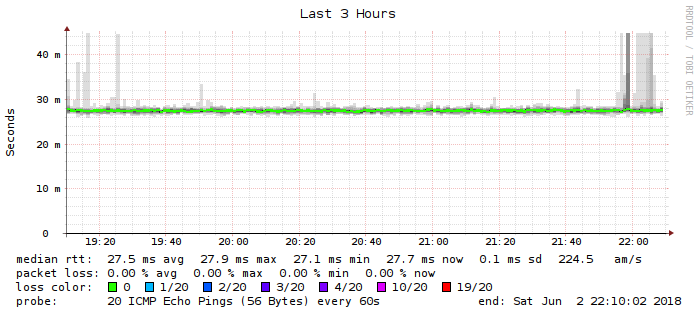 Last 3 Hours
RRDTOOL / TOBI OETIKER
Seconds
40 m
30 m
20 m
10 m
0
19:20 19:40 20:00 20:20 20:40 21:00 21:20 21:40 22:00
median rtt: 27.5 ms avg 27.9 ms max 27.1 ms min 27.7 ms now 0.1 ms sd 224.5 am/s
packet loss: 0.00 % avg 0.00 % max 0.00 % min 0.00 % now
loss color: 0 1/20 2/20 3/20 4/20 10/20 19/20
probe: 20 ICMP Echo Pings (56 Bytes) every 60s end: Sat Jun 2 22:10:02 2018